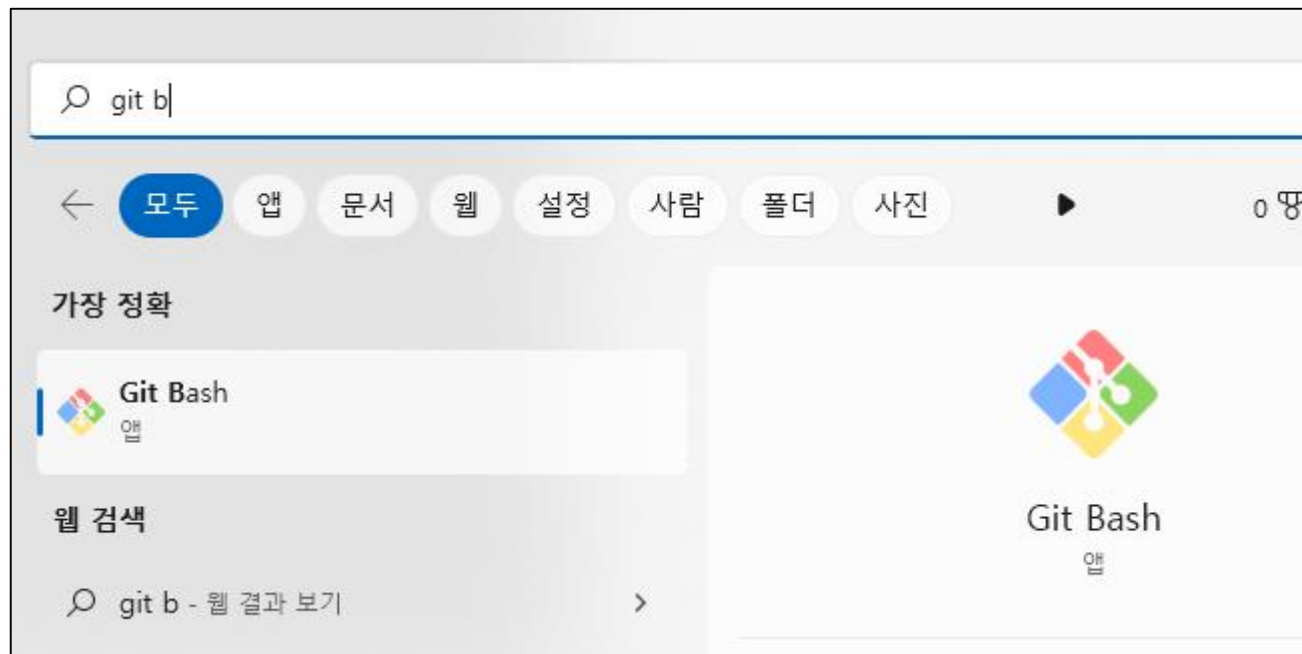 git b
모두 앱 문서 웹 설정 사람 폴더 사진 0
가장 정확
Git Bash
앱
웹 검색
git b - 웹 결과 보기
Git Bash
앱